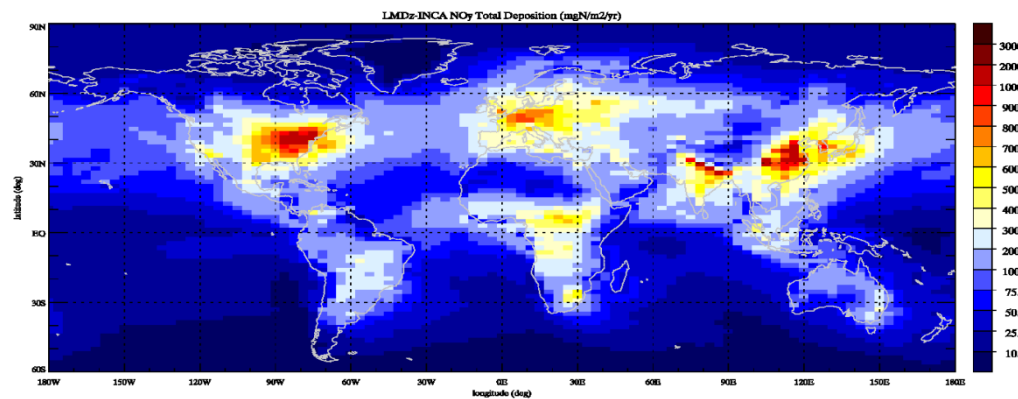 LMDz-INCA NOy Total Deposition (mgN/m2/yr)
90N
60N
30N
15O
30S
60S
latitude (deg)
180W 150W 120W 90W 60W 30W 0E 30E 60E 90E 120E 150E 180E
longitude (deg)
3000
2000
1000
900.
800.
700.
600.
500.
400.
300.
200.
100.
75.
50.
25.
10.